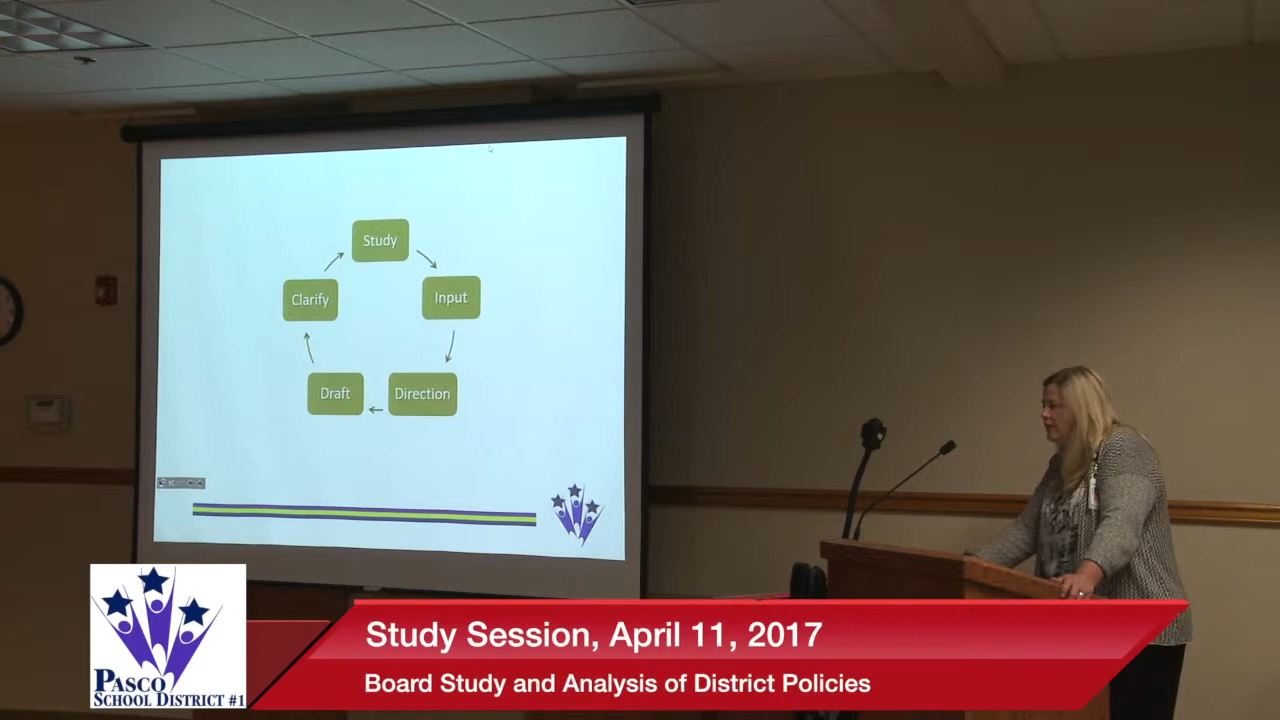 Study
Clarify
Input
Draft
Direction
Study Session, April 11, 2017
Board Study and Analysis of District Policies
PASCO
SCHOOL DISTRICT #1